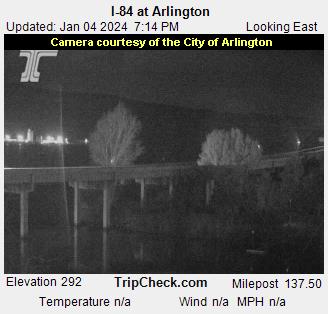 I-84 at Arlington
Updated: Jan 04 2024 7:14 PM Looking East
Camera courtesy of the City of Arlington
Elevation 292 TripCheck.com Milepost 137.50
Temperature n/a Wind n/a MPH n/a